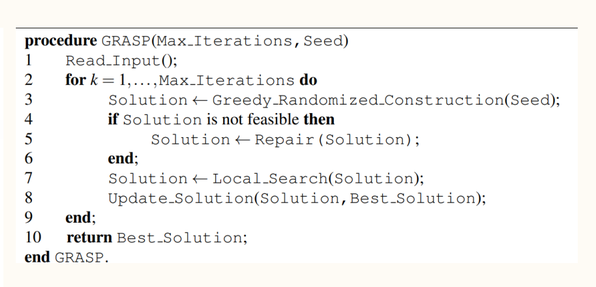 procedure GRASP(Max_Iterations,Seed)
1 Read_Input();
2 for k = 1,...,Max_Iterations do
3 Solution ← Greedy_Randomized_Construction(Seed);
4 if Solution is not feasible then
5 Solution ← Repair(Solution);
6 end;
7 Solution ← Local_Search(Solution);
8 Update_Solution(Solution,Best_Solution);
9 end;
10 return Best_Solution;
end GRASP.